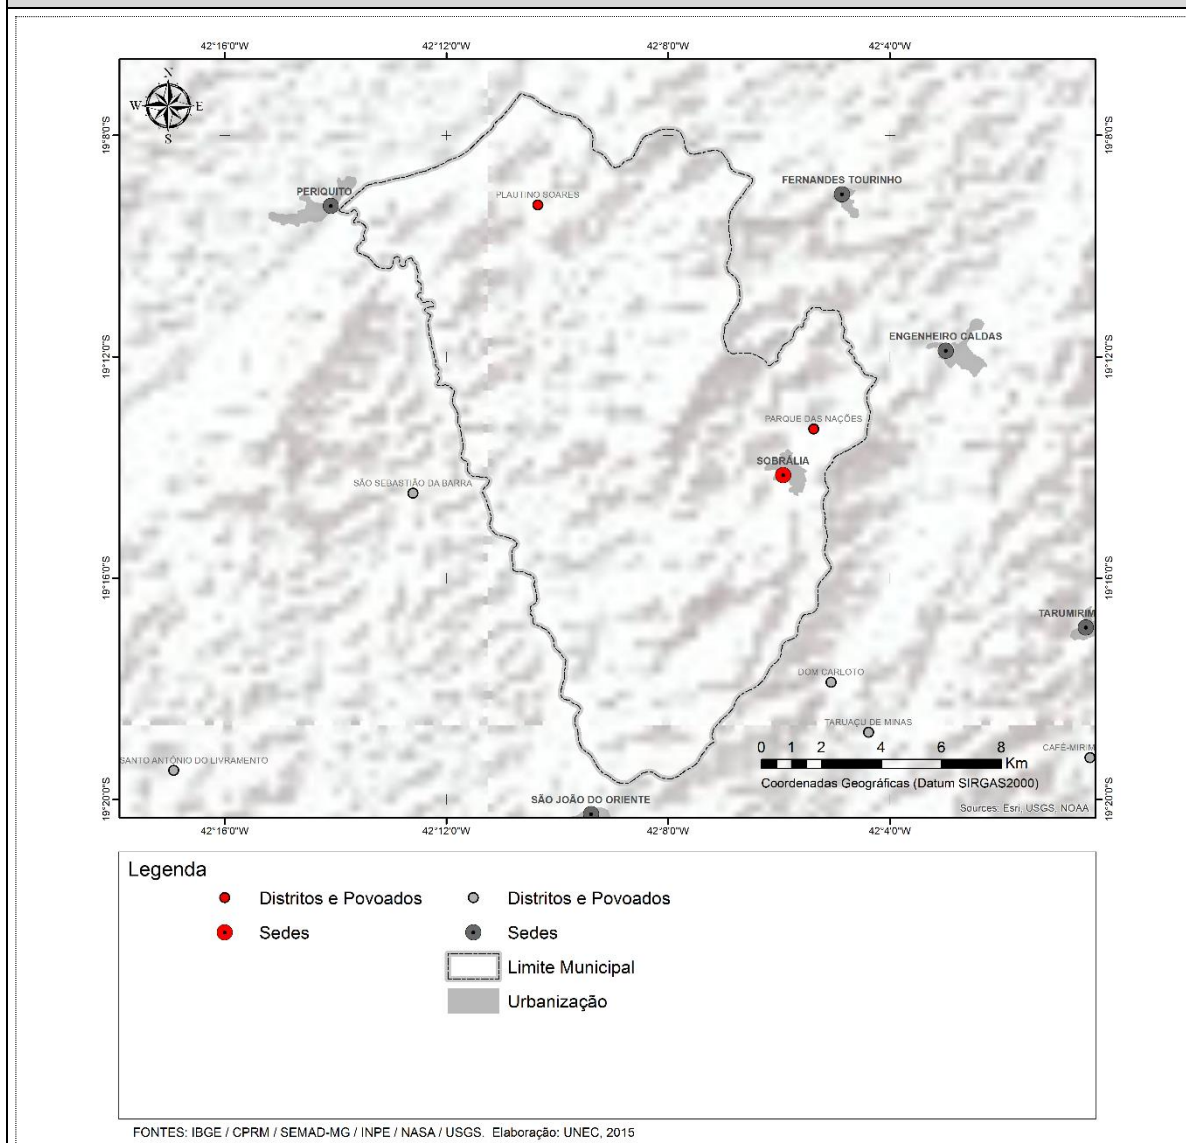 42°16'0"W 42°12'0"W 42°8'0"W 42°4'0"W
N
W E
S
19°8'0"S 19°8'0"S
PERIQUITO
PLAUTINO SOARES
FERNANDES TOURINHO
ENGENHEIRO CALDAS
19°12'0"S 19°12'0"S
PARQUE DAS NAÇÕES
SOBRÁLIA
SÃO SEBASTIÃO DA BARRA
19°16'0"S 19°16'0"S
TARUMIRIM
DOM CARLOTO
TARUAÇU DE MINAS
CAFÉ-MIRIM
SANTO ANTÔNIO DO LIVRAMENTO
0 1 2 4 6 8
Km
Coordenadas Geográficas (Datum SIRGAS2000)
SÃO JOÃO DO ORIENTE
Sources: Esri, USGS, NOAA
19°20'0"S 19°20'0"S
42°16'0"W 42°12'0"W 42°8'0"W 42°4'0"W
Legenda
Distritos e Povoados Distritos e Povoados
Sedes Sedes
Limite Municipal
Urbanização
FONTES: IBGE / CPRM / SEMAD-MG / INPE / NASA / USGS. Elaboração: UNEC, 2015